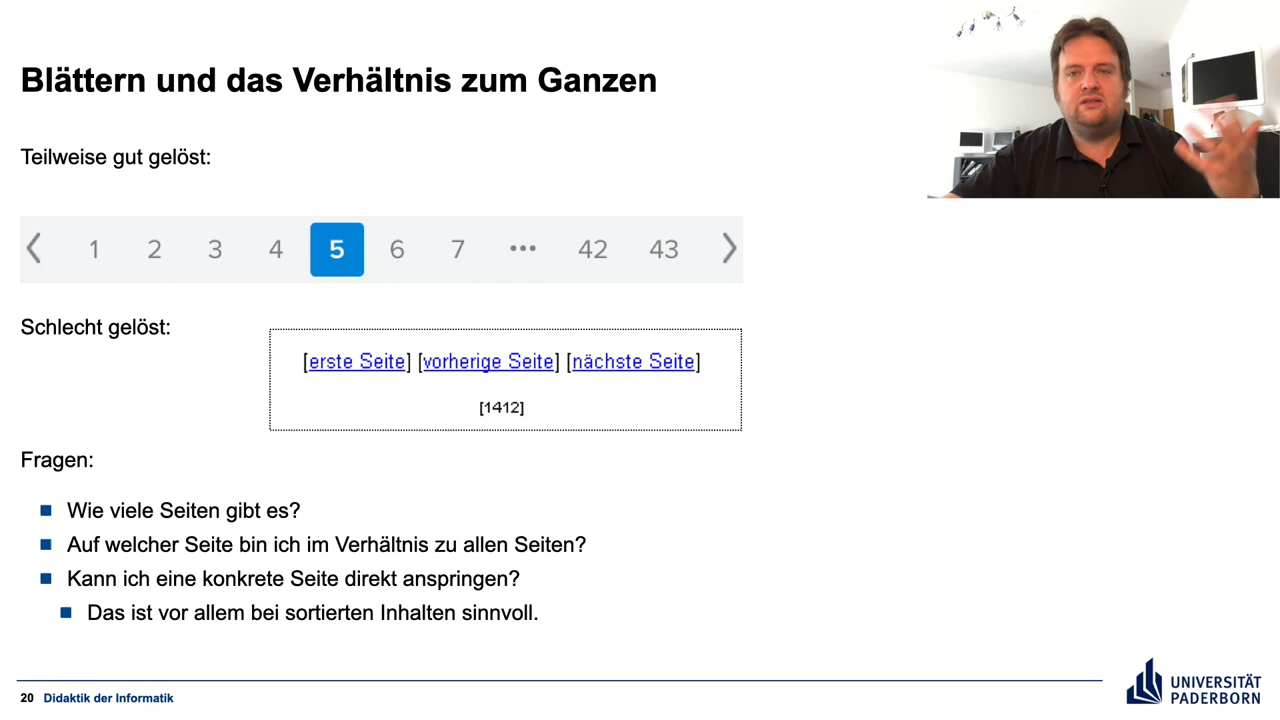 Blättern und das Verhältnis zum Ganzen
Teilweise gut gelöst:
1 2 3 4 5 6 7 ··· 42 43
Schlecht gelöst:
[erste Seite] [vorherige Seite] [nächste Seite]
[1412]
Fragen:
Wie viele Seiten gibt es?
Auf welcher Seite bin ich im Verhältnis zu allen Seiten?
Kann ich eine konkrete Seite direkt anspringen?
Das ist vor allem bei sortierten Inhalten sinnvoll.
20 Didaktik der Informatik
UNIVERSITÄT
PADERBORN